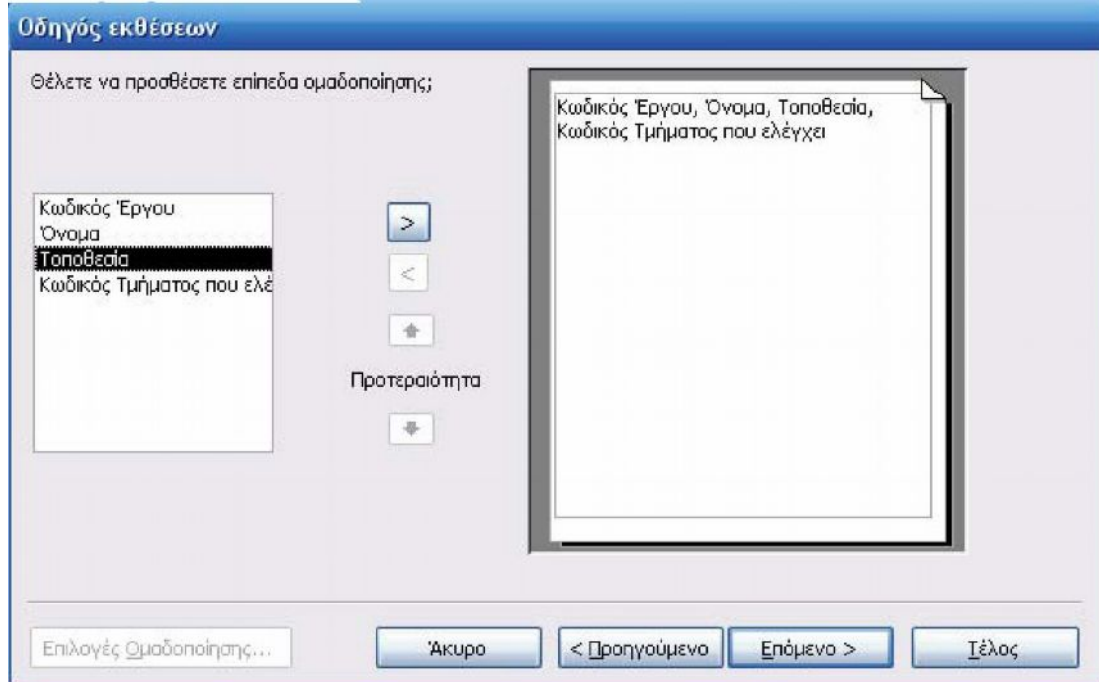 Οδηγός εκθέσεων
Θέλετε να προσθέσετε επίπεδα ομαδοποίησης;
Κωδικός Έργου, Όνομα, Τοποθεσία,
Κωδικός Τμήματος που ελέγχει
Κωδικός Έργου
Όνομα
Τοποθεσία
Κωδικός Τμήματος που ελέ
>
<
Προτεραιότητα
Επιλογές Ομαδοποίησης...
Άκυρο
< Προηγούμενο
Επόμενο >
Τέλος